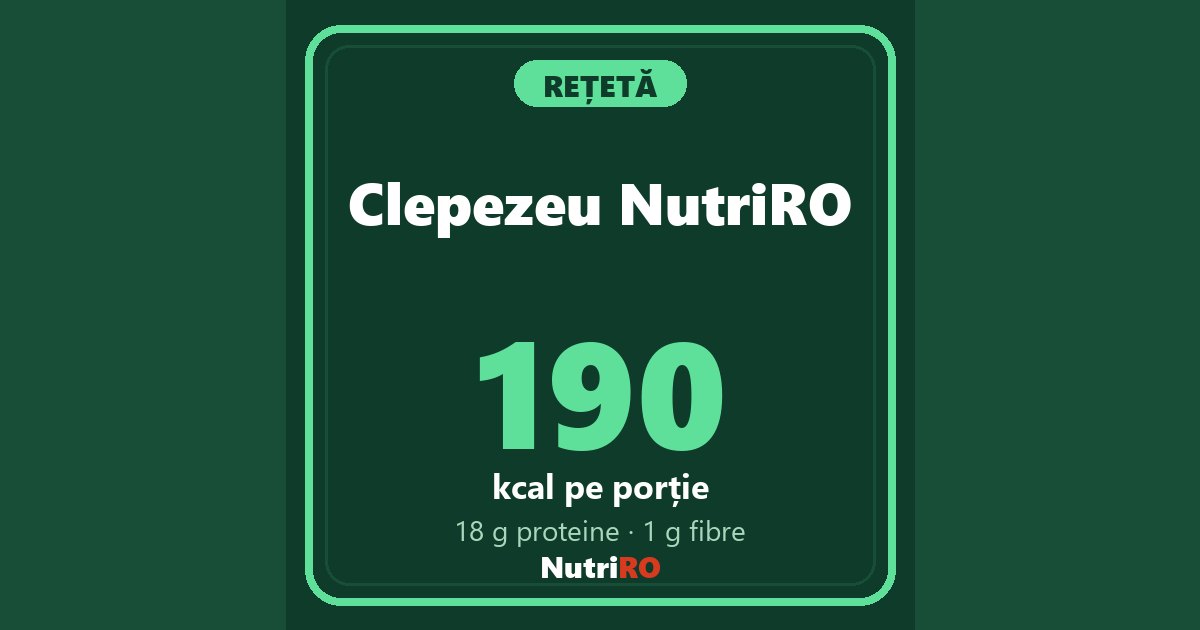 REȚETĂ
Clepezeu NutriRO
190
kcal pe porție
18 g proteine · 1 g fibre
NutriRO